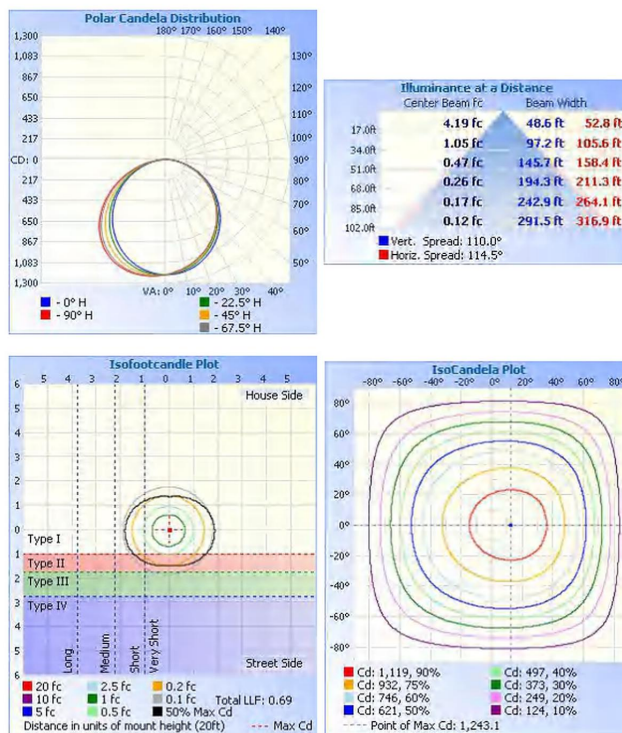 Polar Candela Distribution
1,300 180° 170° 160° 150° 140°
1,083
867 130°
650
433 120°
217 110°
100°
CD: 0 90°
217 80°
433
650 70°
867 60°
1,083
50°
1,300
VA: 0° 10° 20° 30° 40°
- 0° H - 22.5° H
- 90° H - 45° H
- 67.5° H
Illuminance at a Distance
Center Beam fc Beam Width
17.0ft 4.19 fc 48.6 ft 52.8 ft
34.0ft 1.05 fc 97.2 ft 105.6 ft
51.0ft 0.47 fc 145.7 ft 158.4 ft
68.0ft 0.26 fc 194.3 ft 211.3 ft
85.0ft 0.17 fc 242.9 ft 264.1 ft
102.0ft 0.12 fc 291.5 ft 316.9 ft
Vert. Spread: 110.0°
Horiz. Spread: 114.5°
Isofootcandle Plot
6 5 4 3 2 1 0 1 2 3 4 5
House Side
5
4
3
2
1
0
Type I
1
Type II
2
Type III
3
Type IV
4
5
6
Long
Medium
Short
Very Short
Street Side
20 fc 2.5 fc 0.2 fc
10 fc 1 fc 0.1 fc Total LLF: 0.69
5 fc 0.5 fc 50% Max Cd
Distance in units of mount height (20ft) - - - Max Cd
IsoCandela Plot
-80° -60° -40° -20° 0° 20° 40° 60° 80°
80°
60°
40°
20°
0°
-20°
-40°
-60°
-80°
Cd: 1,119, 90% Cd: 497, 40%
Cd: 932, 75% Cd: 373, 30%
Cd: 746, 60% Cd: 249, 20%
Cd: 621, 50% Cd: 124, 10%
Point of Max Cd: 1,243.1